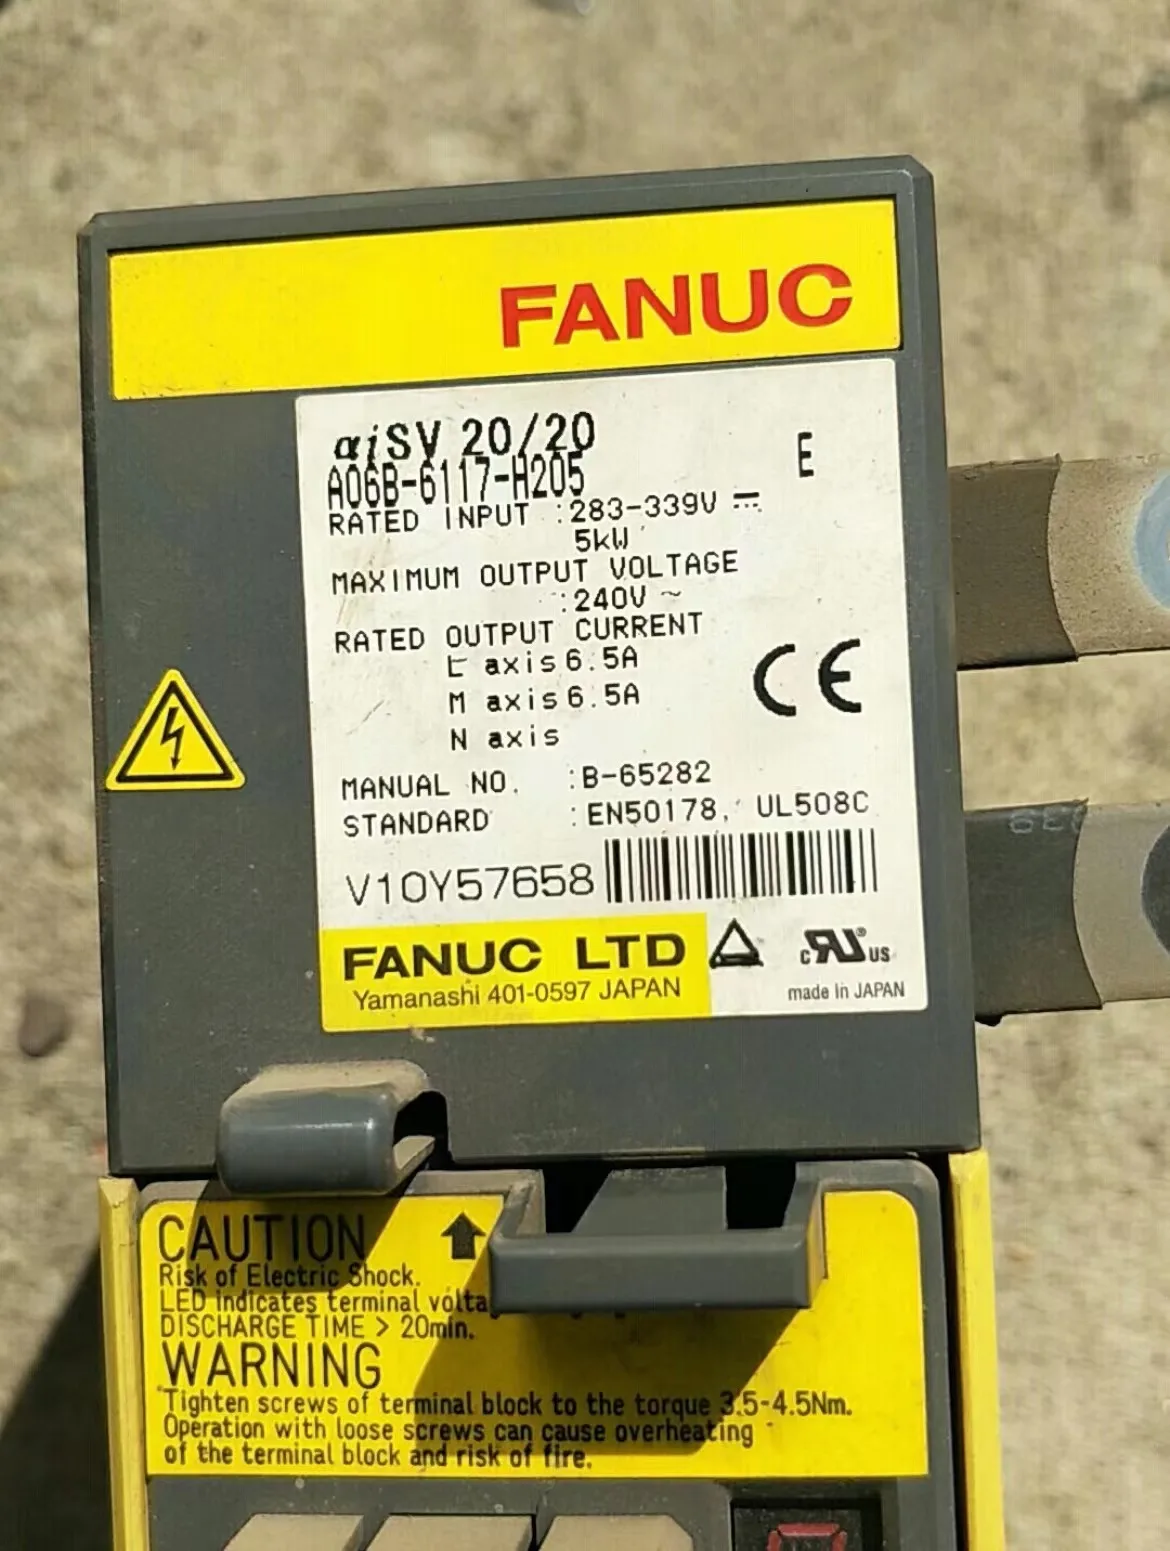 FANUC
αiSV 20/20
E
A06B-6117-H205
RATED INPUT :283-339V ⎓
5kW
MAXIMUM OUTPUT VOLTAGE
:240V ~
RATED OUTPUT CURRENT
L axis 6.5A
M axis 6.5A
N axis
CE
MANUAL NO. :B-65282
STANDARD :EN50178, UL508C
V10Y57658
FANUC LTD
Yamanashi 401-0597 JAPAN
c RU® US
made in JAPAN
CAUTION
Risk of Electric Shock.
LED indicates terminal
DISCHARGE TIME > 20min.
WARNING
Tighten screws of terminal block to the torque 3.5-4.5Nm.
Operation with loose screws can cause overheating
of the terminal block and risk of fire.